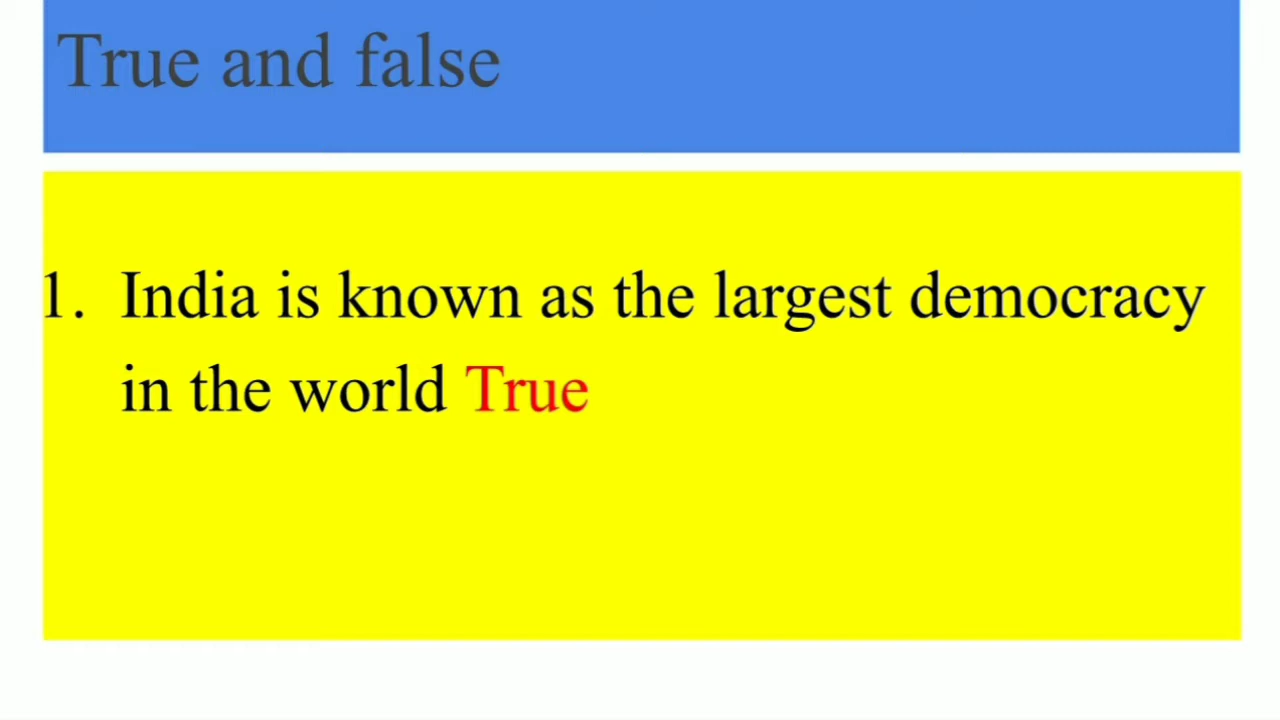 True and false
1. India is known as the largest democracy
in the world True